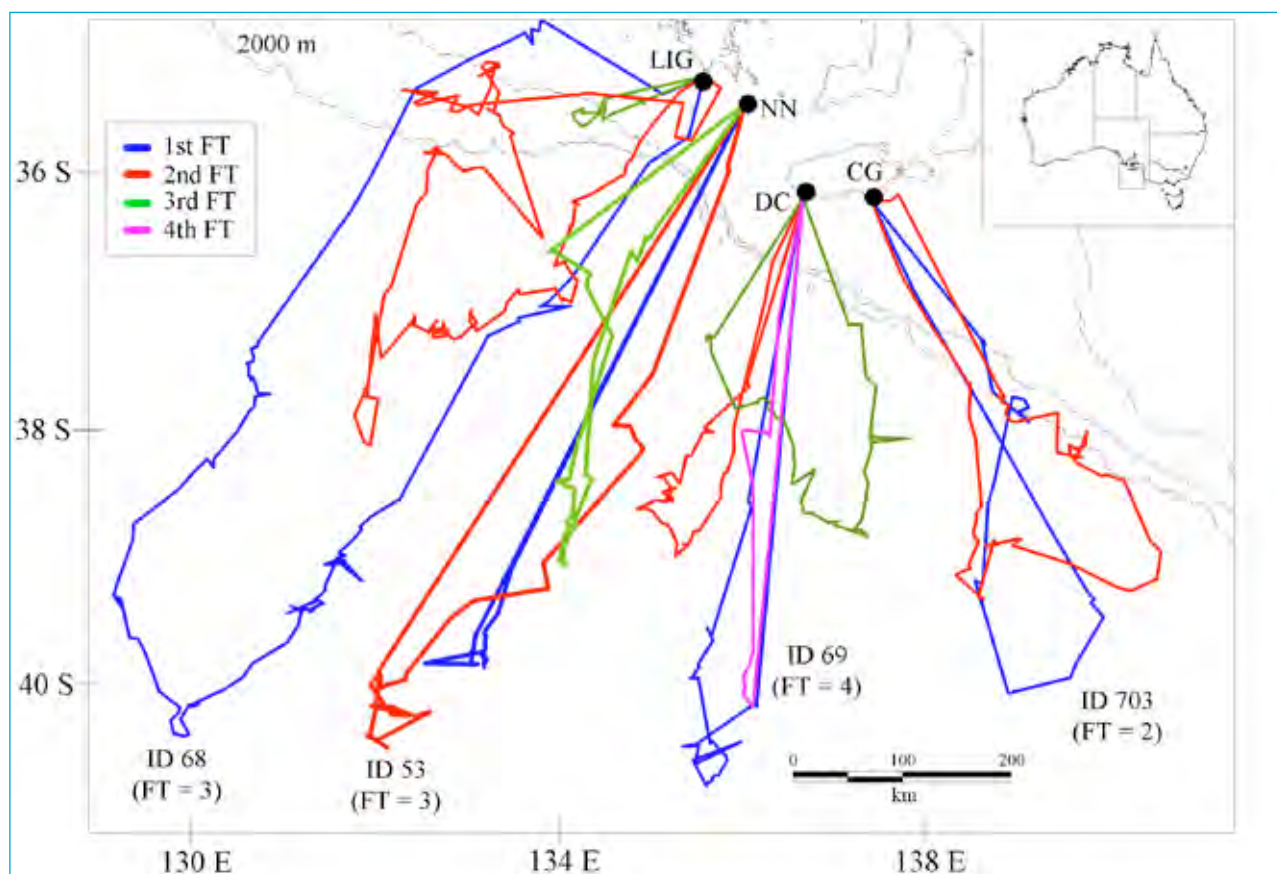 2000 m
LIG
NN
1st FT
2nd FT
3rd FT
4th FT
36 S
DC
CG
38 S
40 S
ID 68
(FT = 3)
ID 53
(FT = 3)
ID 69
(FT = 4)
ID 703
(FT = 2)
0 100 200
km
130 E 134 E 138 E